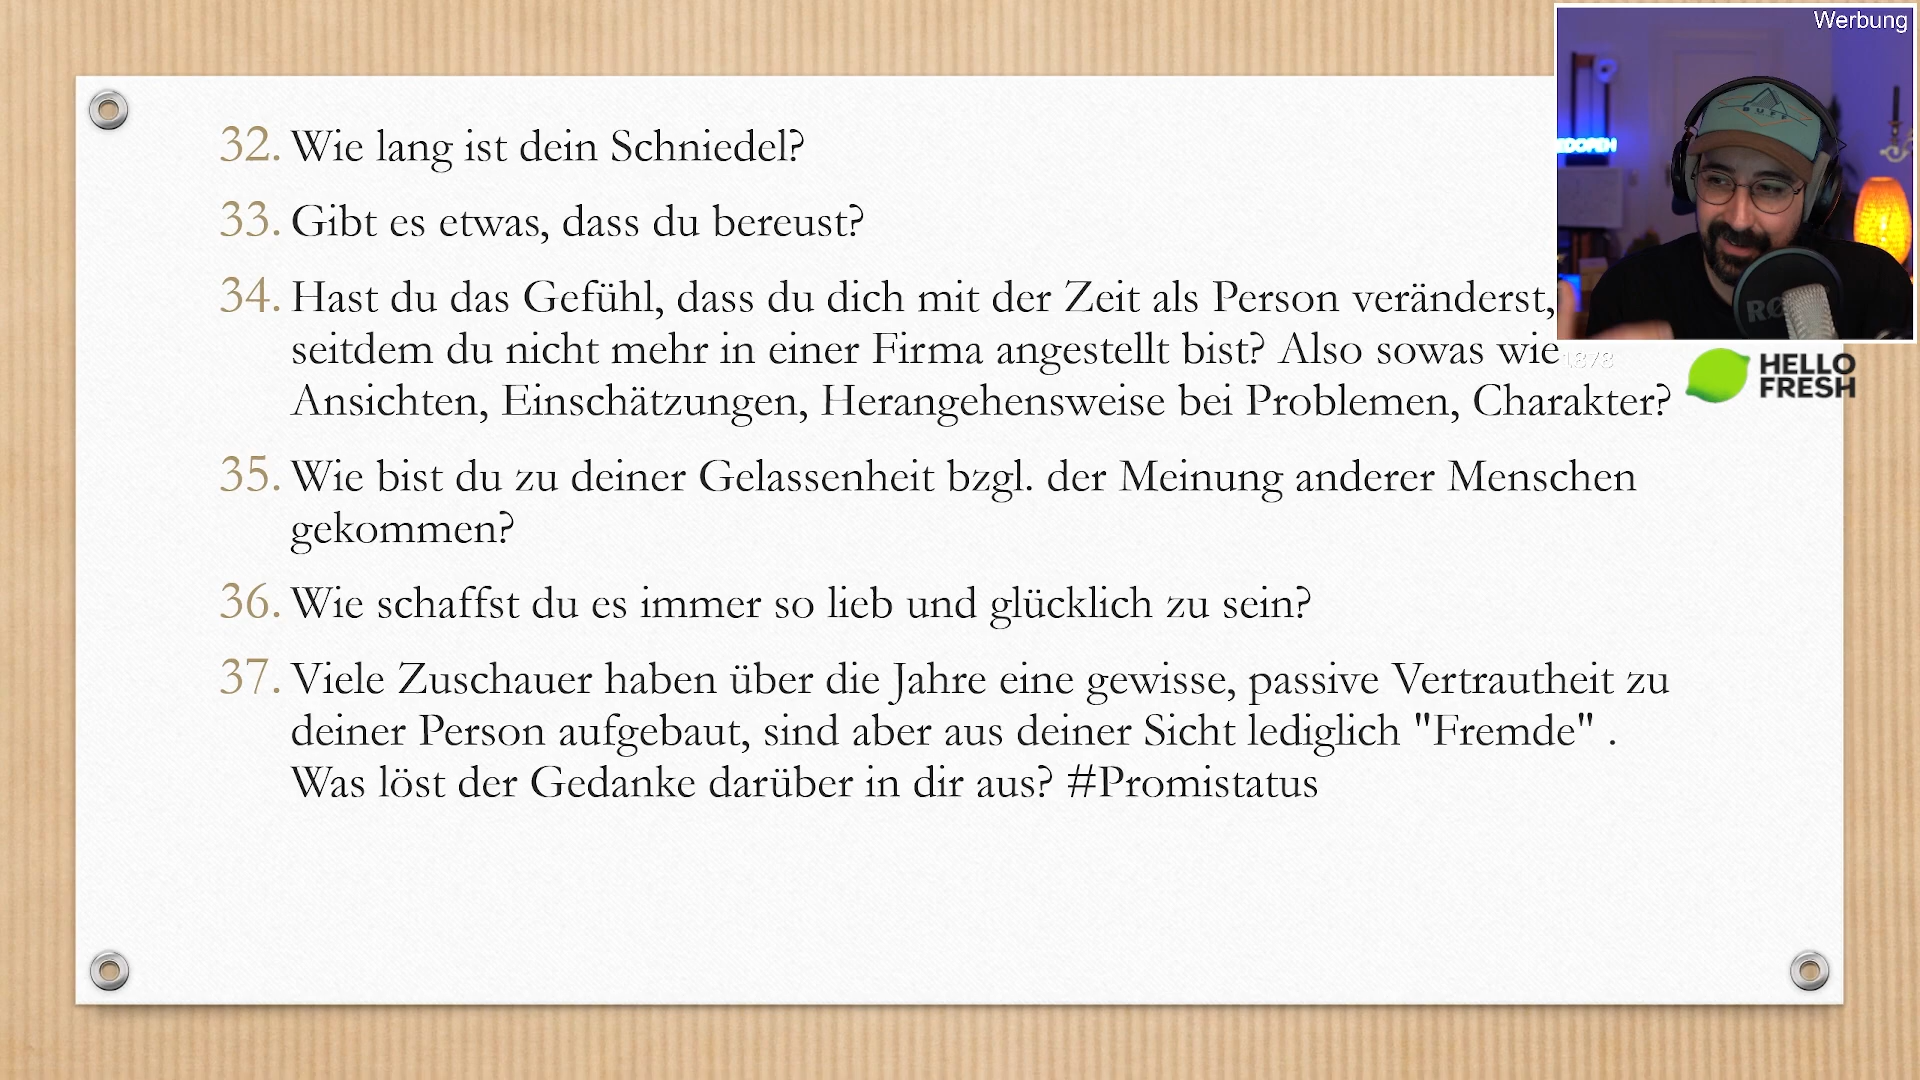 Werbung
32. Wie lang ist dein Schniedel?
33. Gibt es etwas, dass du bereust?
34. Hast du das Gefühl, dass du dich mit der Zeit als Person veränderst,
seitdem du nicht mehr in einer Firma angestellt bist? Also sowas wie
Ansichten, Einschätzungen, Herangehensweise bei Problemen, Charakter?
35. Wie bist du zu deiner Gelassenheit bzgl. der Meinung anderer Menschen
gekommen?
36. Wie schaffst du es immer so lieb und glücklich zu sein?
37. Viele Zuschauer haben über die Jahre eine gewisse, passive Vertrautheit zu
deiner Person aufgebaut, sind aber aus deiner Sicht lediglich "Fremde" .
Was löst der Gedanke darüber in dir aus? #Promistatus
BUFF
HELLO
FRESH